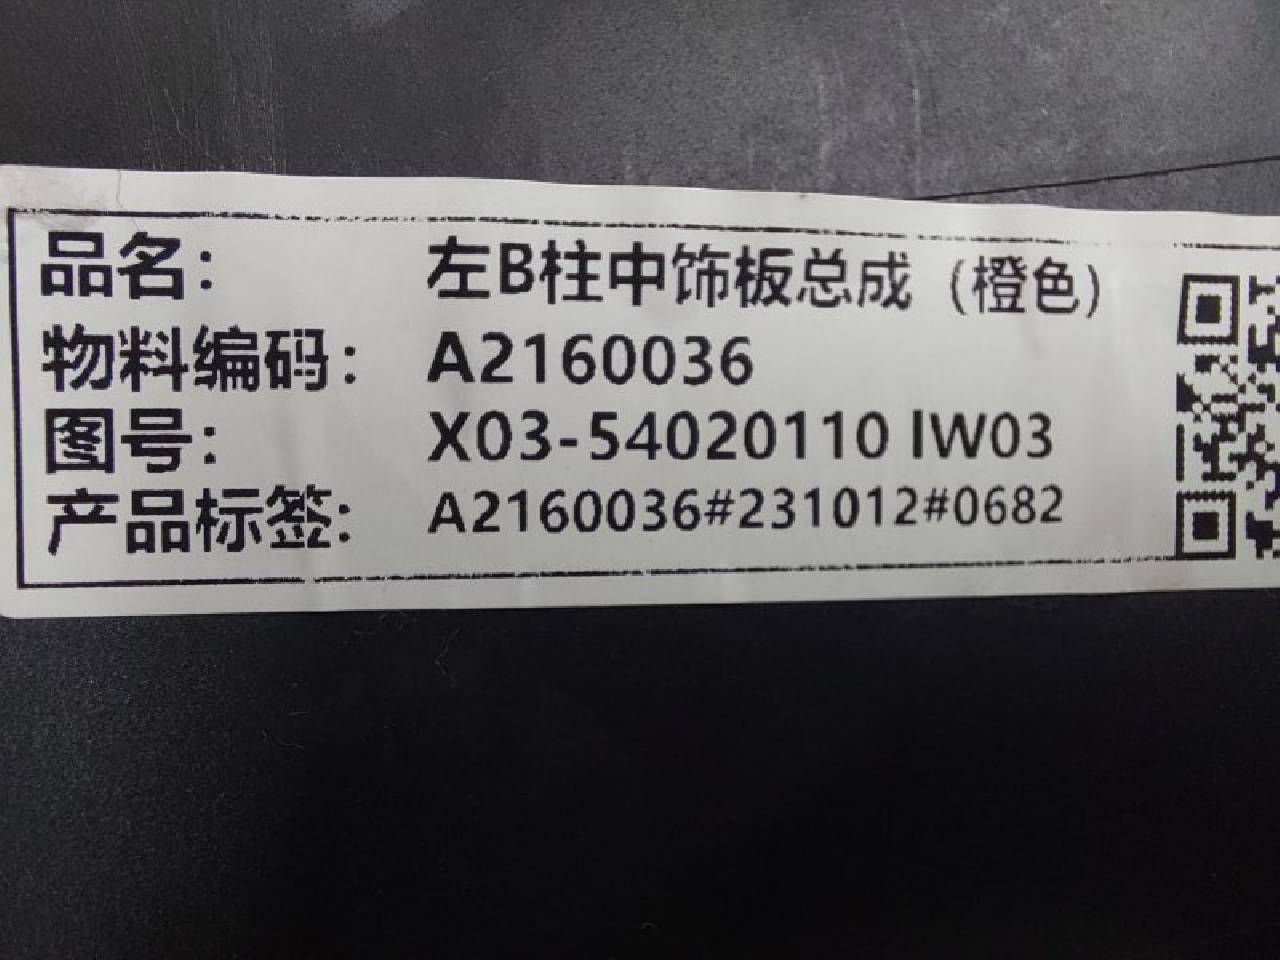 品名： 左B柱中饰板总成（橙色）
物料编码： A2160036
图号： X03-54020110 lW03
产品标签： A2160036#231012#0682